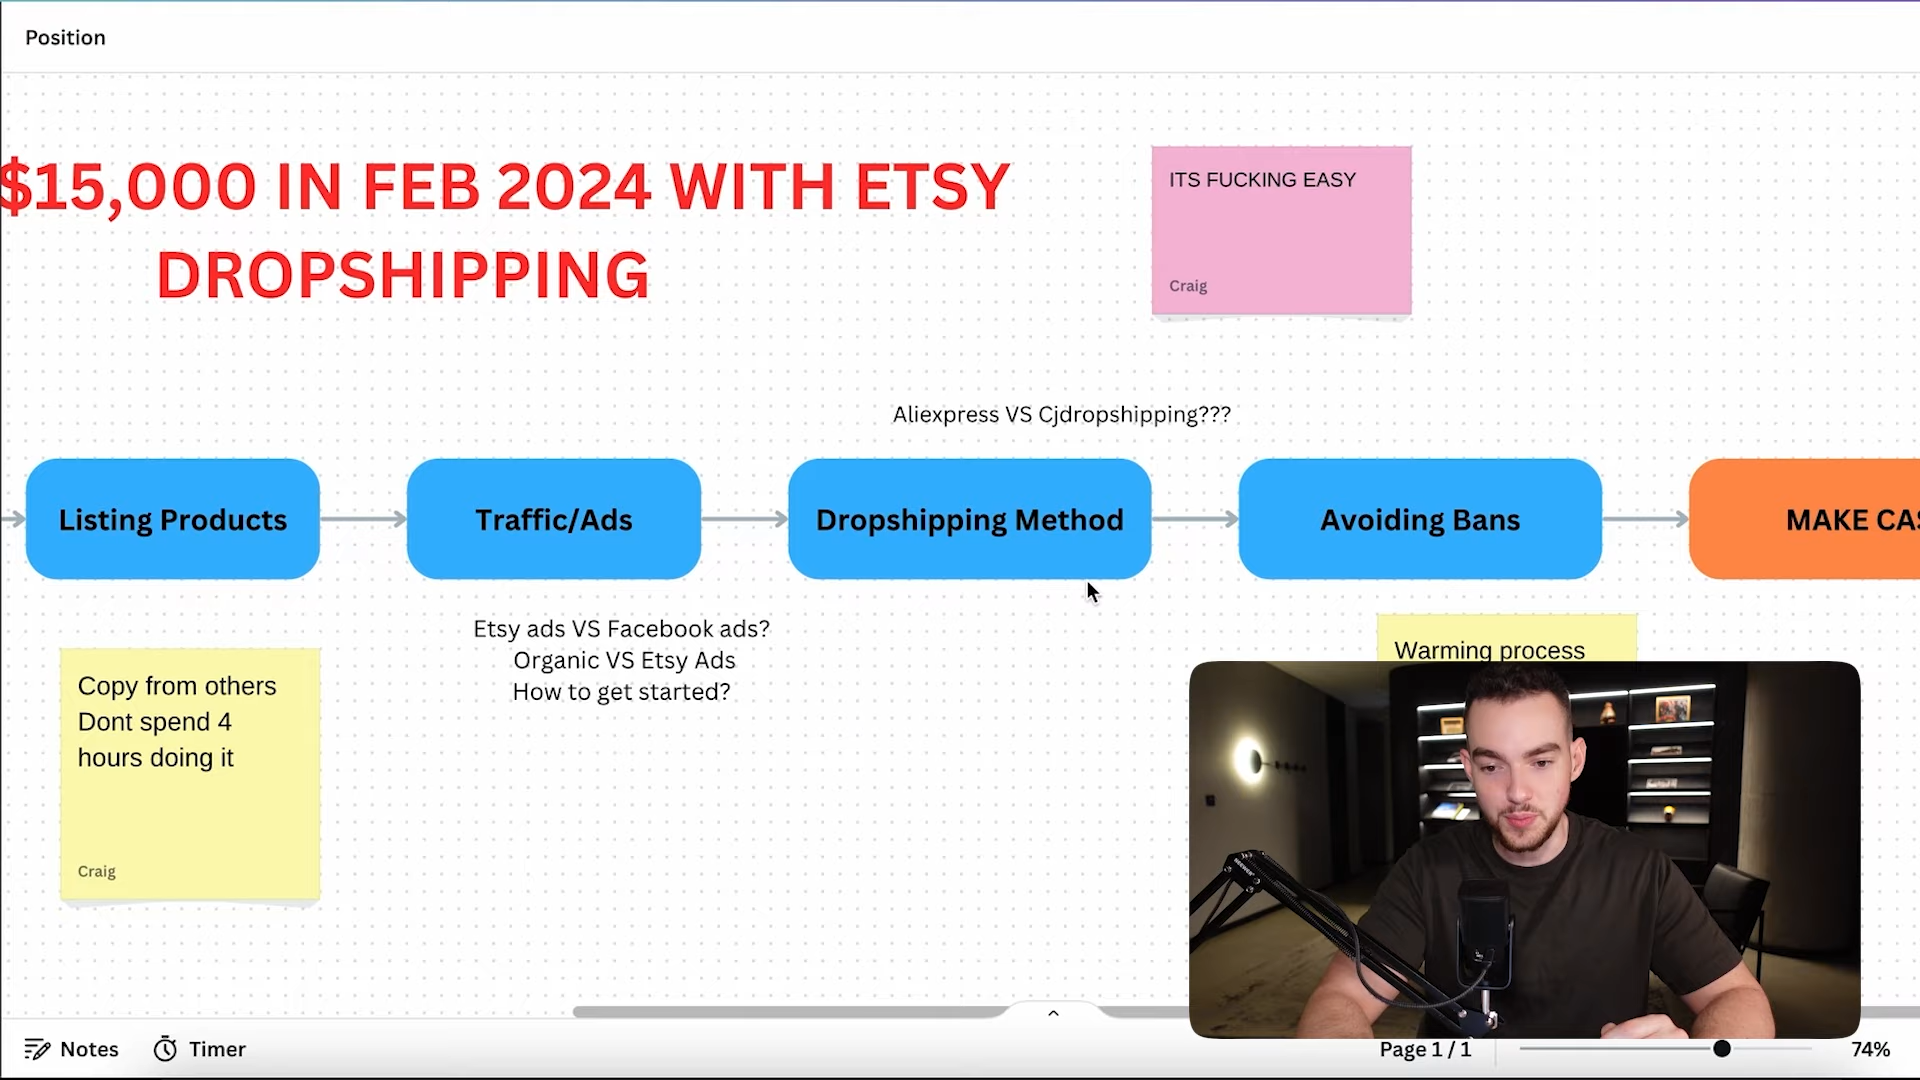 Position
$15,000 IN FEB 2024 WITH ETSY
DROPSHIPPING
ITS FUCKING EASY
Craig
Aliexpress VS Cjdropshipping???
Listing Products
Traffic/Ads
Dropshipping Method
Avoiding Bans
MAKE CAS
Etsy ads VS Facebook ads?
Organic VS Etsy Ads
How to get started?
Copy from others
Dont spend 4
hours doing it
Craig
Warming process
Notes
Timer
Page 1 / 1
74%